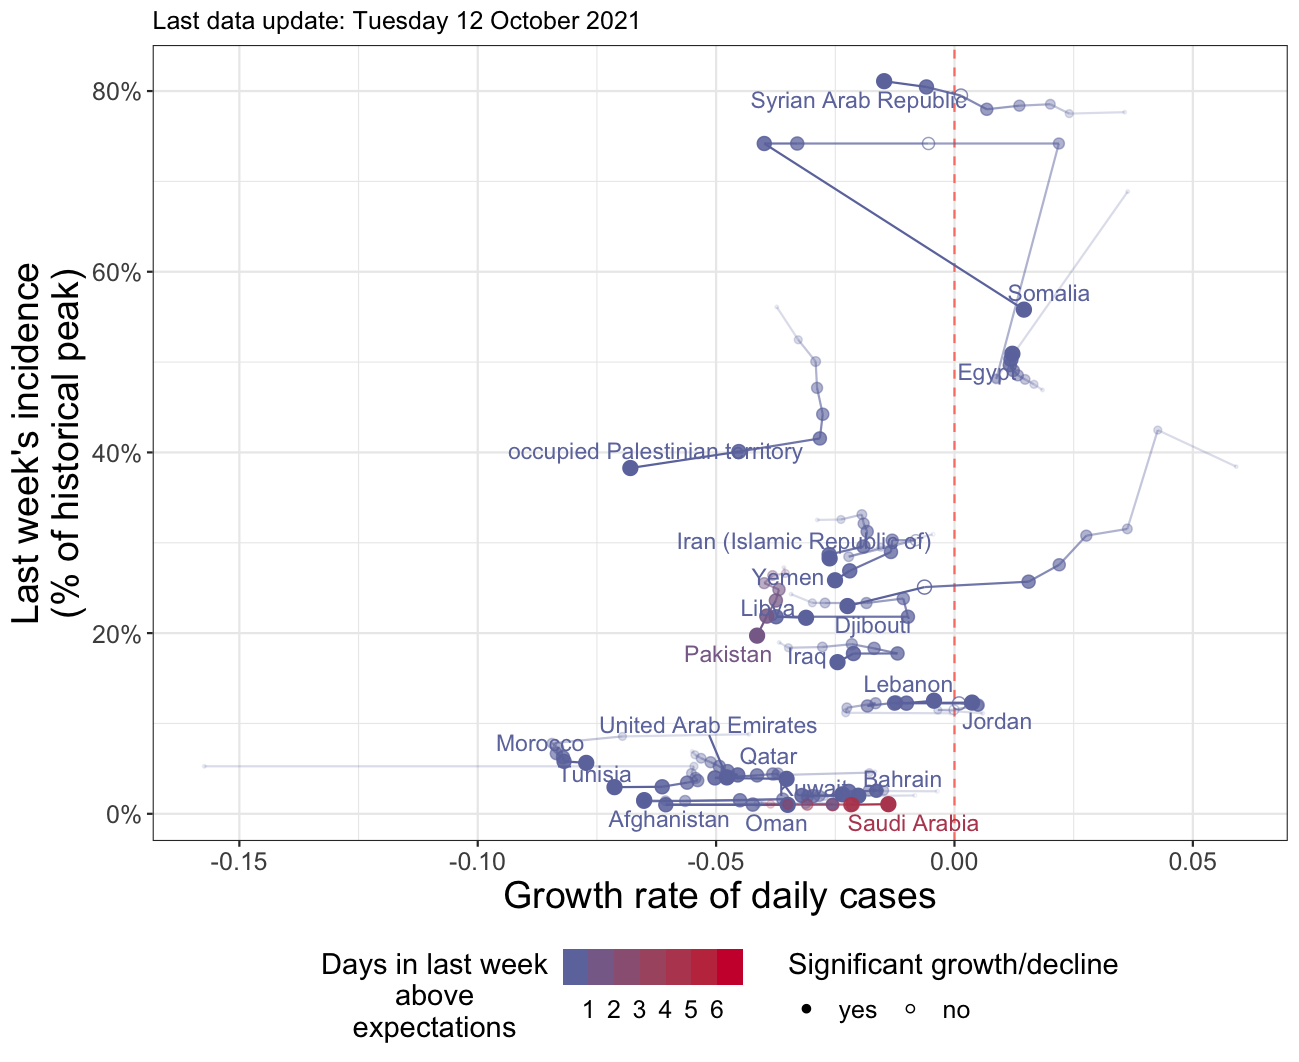 Last data update: Tuesday 12 October 2021
80%
60%
40%
20%
0%
Last week's incidence
(% of historical peak)
Syrian Arab Republic
Somalia
Egypt
occupied Palestinian territory
Iran (Islamic Republic of)
Yemen
Libya
Djibouti
Pakistan
Iraq
Lebanon
Jordan
United Arab Emirates
Morocco
Qatar
Tunisia
Kuwait
Bahrain
Afghanistan
Oman
Saudi Arabia
-0.15 -0.10 -0.05 0.00 0.05
Growth rate of daily cases
Days in last week
above
expectations
1 2 3 4 5 6
Significant growth/decline
yes no